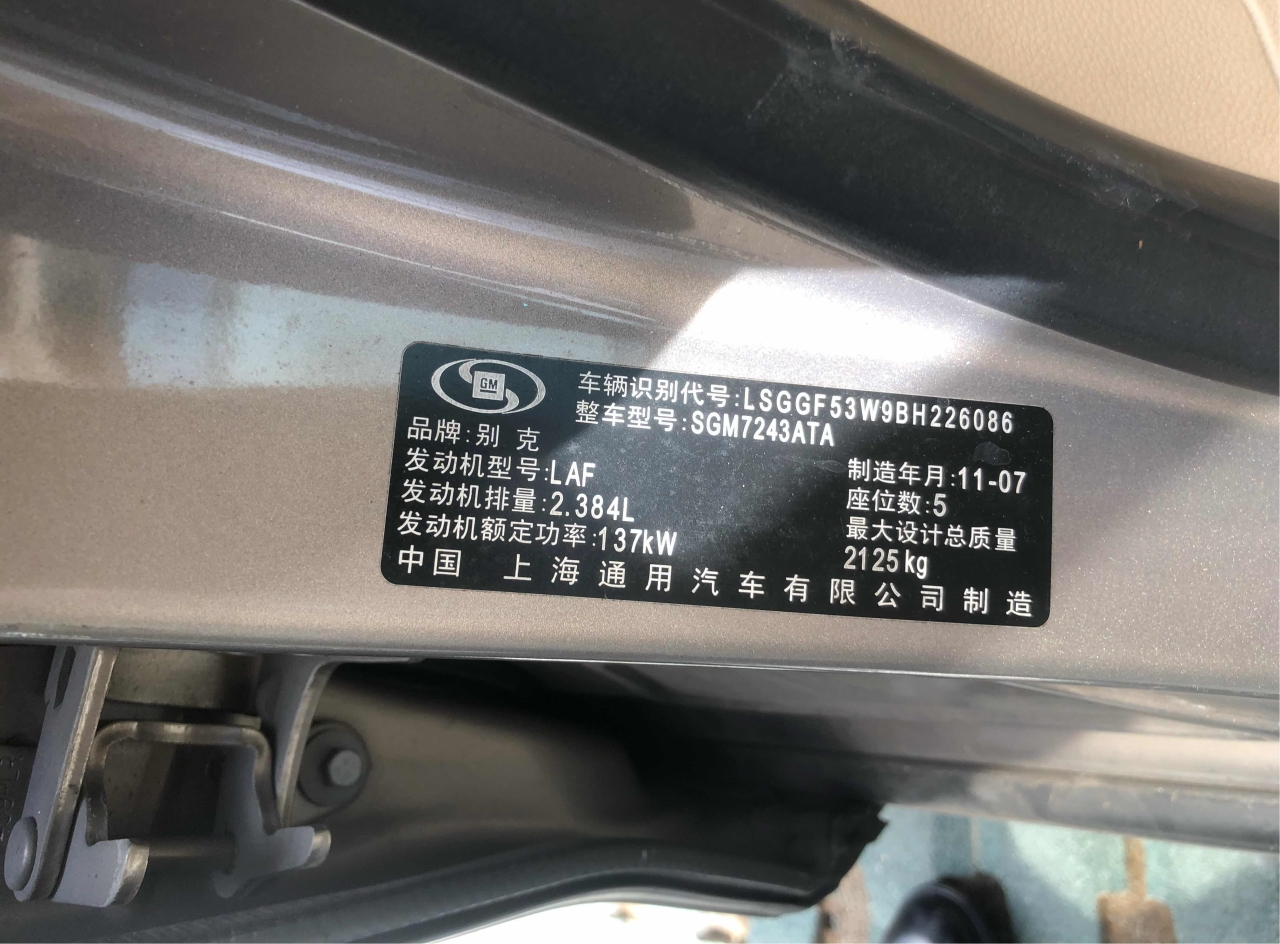 GM
车辆识别代号:LSGGF53W9BH226086
整车型号:SGM7243ATA
品牌:别 克
发动机型号:LAF
发动机排量:2.384L
发动机额定功率:137kW
制造年月:11-07
座位数:5
最大设计总质量
2125kg
中国 上海通用汽车有限公司制造